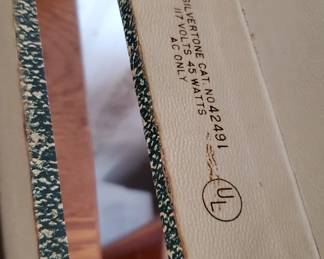 SILVERTONE CAT. NO 42491
117 VOLTS 45 WATTS
AC ONLY
UL